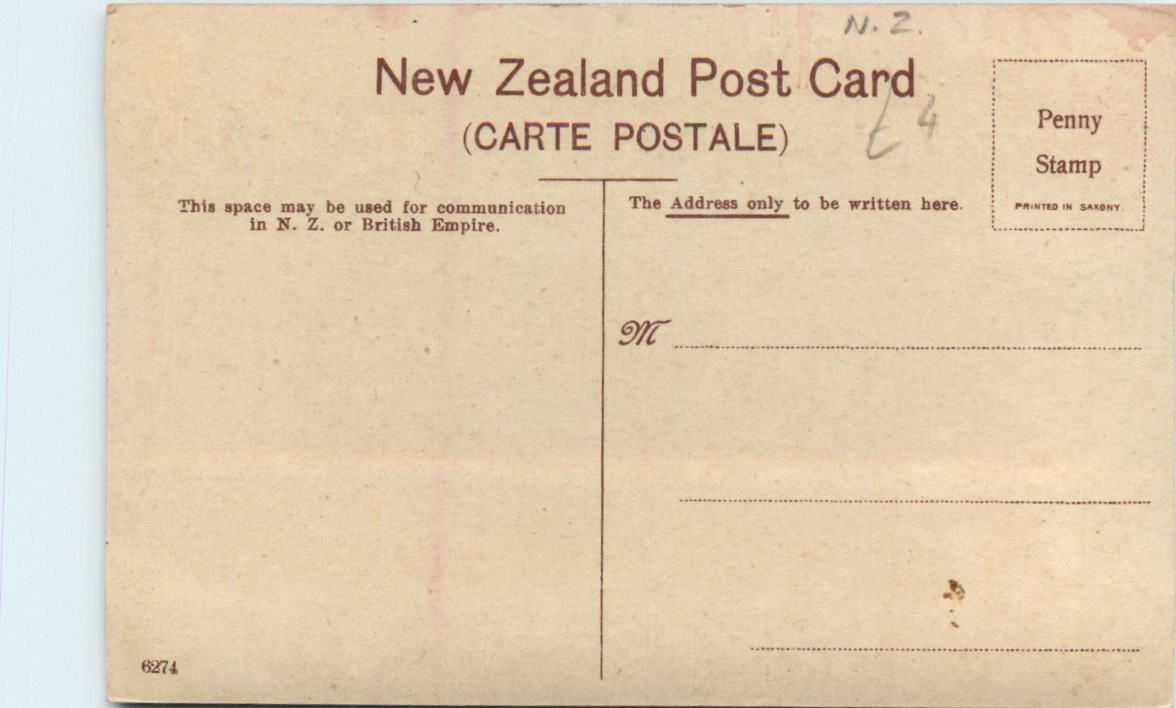 N. Z.
New Zealand Post Card
(CARTE POSTALE)
£4
Penny
Stamp
PRINTED IN SAXONY.
This space may be used for communication
in N. Z. or British Empire.
The Address only to be written here.
M
6274